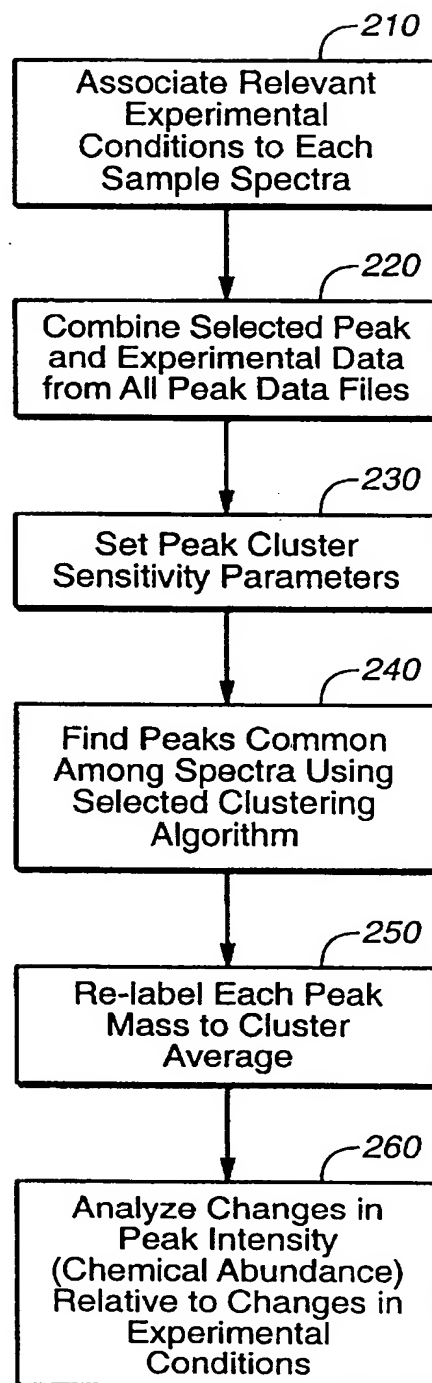 210
Associate Relevant
Experimental
Conditions to Each
Sample Spectra
220
Combine Selected Peak
and Experimental Data
from All Peak Data Files
230
Set Peak Cluster
Sensitivity Parameters
240
Find Peaks Common
Among Spectra Using
Selected Clustering
Algorithm
250
Re-label Each Peak
Mass to Cluster
Average
260
Analyze Changes in
Peak Intensity
(Chemical Abundance)
Relative to Changes in
Experimental
Conditions